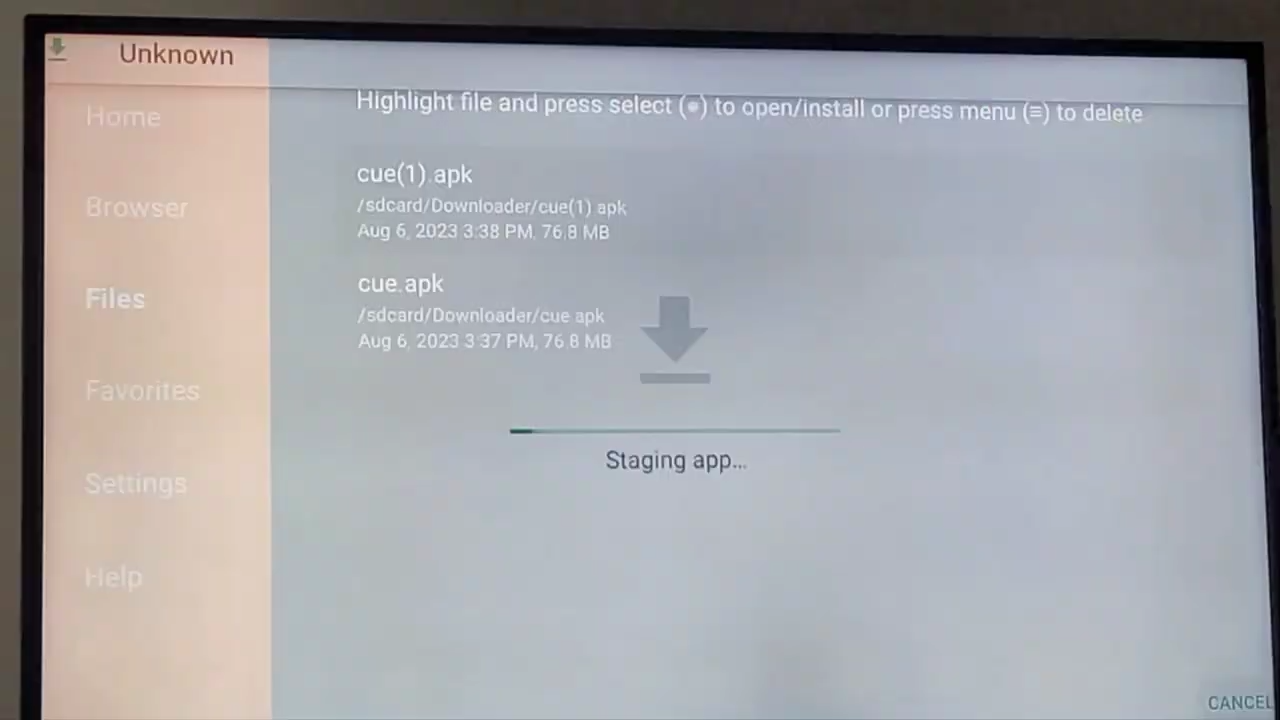 Unknown
Home
Browser
Files
Favorites
Settings
Help
Highlight file and press select (●) to open/install or press menu (≡) to delete
cue(1).apk
/sdcard/Downloader/cue(1) apk
Aug 6, 2023 3:38 PM, 76.8 MB
cue.apk
/sdcard/Downloader/cue apk
Aug 6, 2023 3:37 PM, 76.8 MB
Staging app...
CANCEL